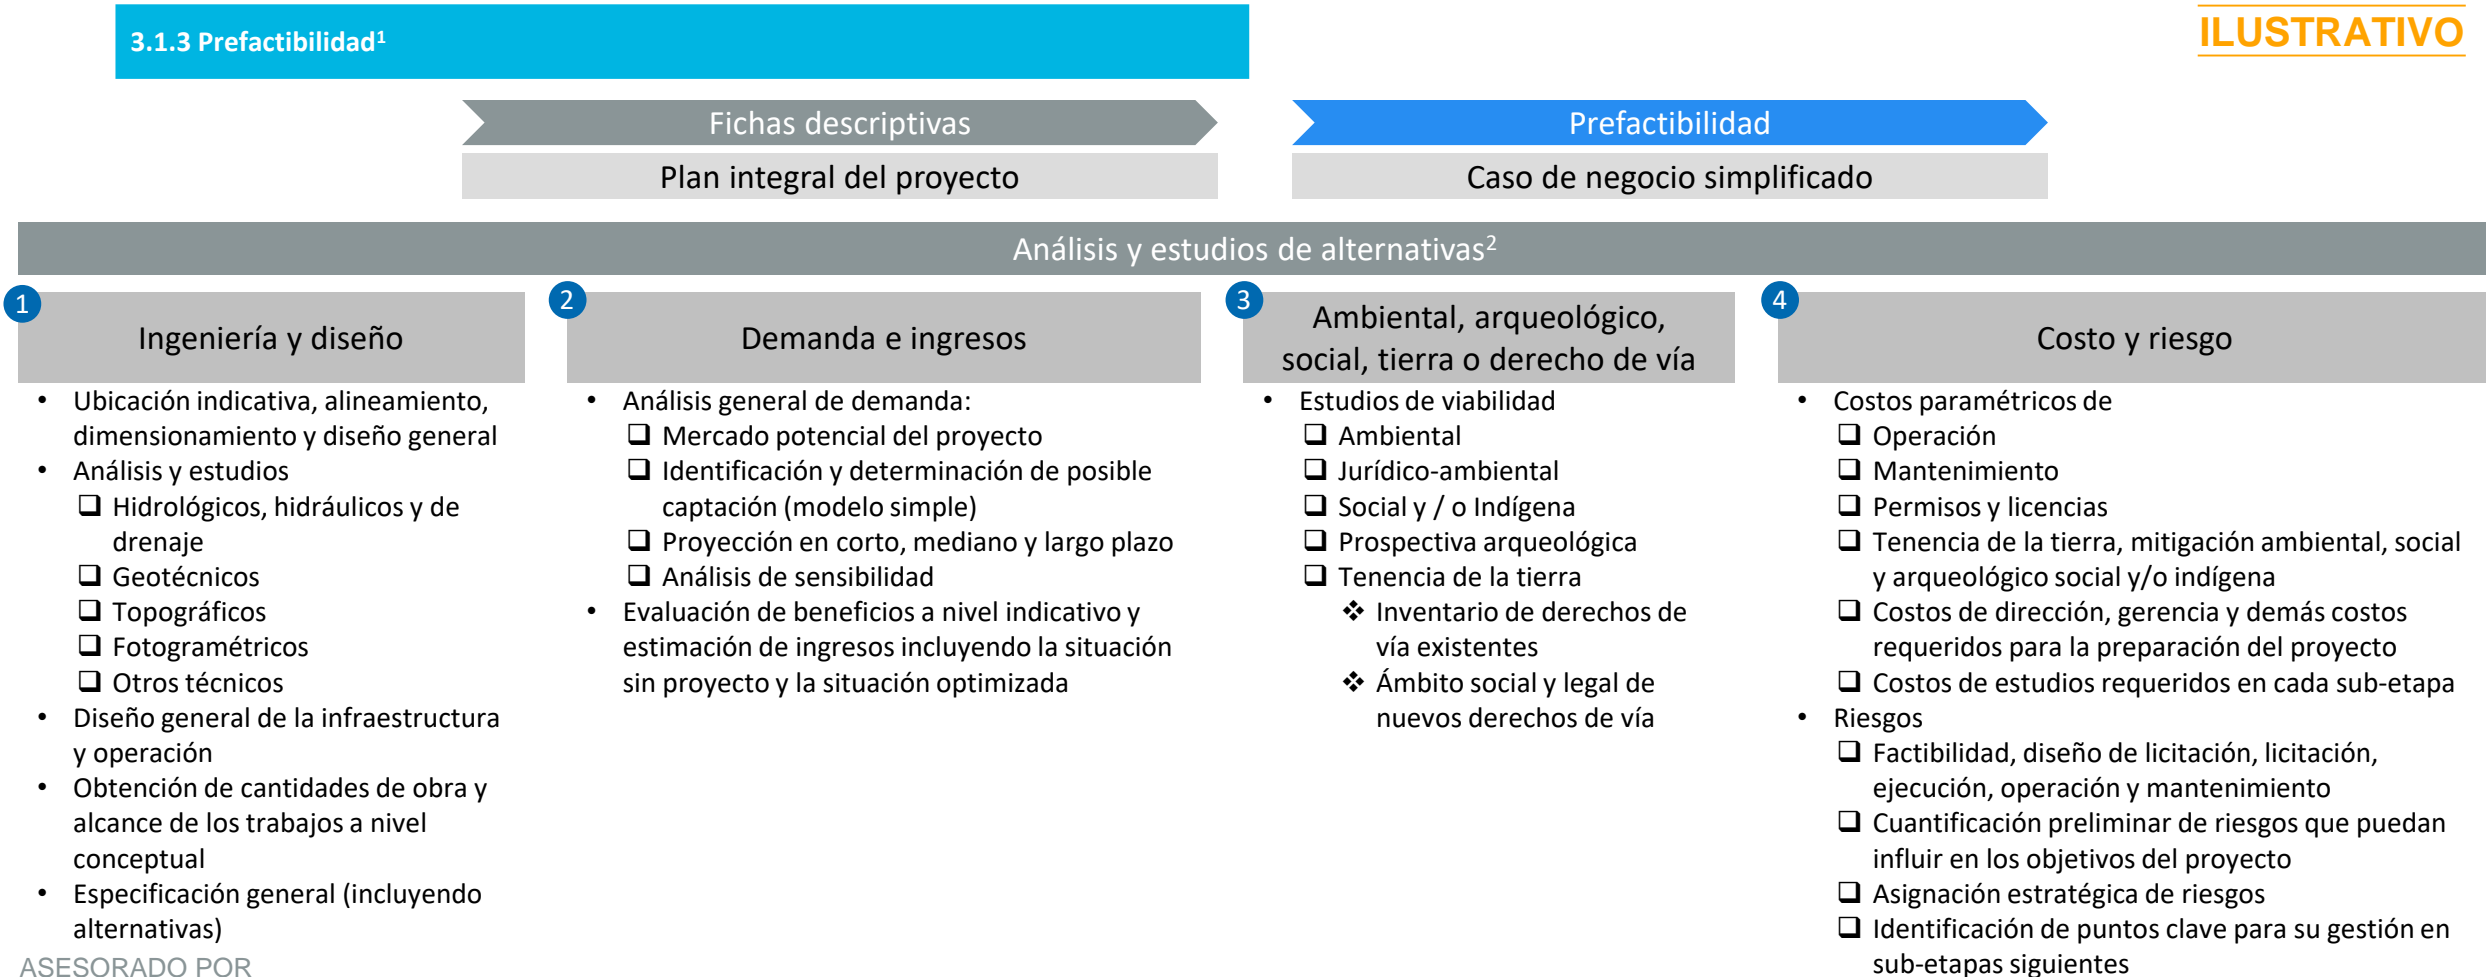 3.1.3 Prefactibilidad¹
ILUSTRATIVO
Fichas descriptivas
Prefactibilidad
Plan integral del proyecto
Caso de negocio simplificado
Análisis y estudios de alternativas²
1
Ingeniería y diseño
• Ubicación indicativa, alineamiento,
dimensionamiento y diseño general
• Análisis y estudios
❑ Hidrológicos, hidráulicos y de
drenaje
❑ Geotécnicos
❑ Topográficos
❑ Fotogramétricos
❑ Otros técnicos
• Diseño general de la infraestructura
y operación
• Obtención de cantidades de obra y
alcance de los trabajos a nivel
conceptual
• Especificación general (incluyendo
alternativas)
2
Demanda e ingresos
• Análisis general de demanda:
❑ Mercado potencial del proyecto
❑ Identificación y determinación de posible
captación (modelo simple)
❑ Proyección en corto, mediano y largo plazo
❑ Análisis de sensibilidad
• Evaluación de beneficios a nivel indicativo y
estimación de ingresos incluyendo la situación
sin proyecto y la situación optimizada
3
Ambiental, arqueológico,
social, tierra o derecho de vía
• Estudios de viabilidad
❑ Ambiental
❑ Jurídico-ambiental
❑ Social y / o Indígena
❑ Prospectiva arqueológica
❑ Tenencia de la tierra
❖ Inventario de derechos de
vía existentes
❖ Ámbito social y legal de
nuevos derechos de vía
4
Costo y riesgo
• Costos paramétricos de
❑ Operación
❑ Mantenimiento
❑ Permisos y licencias
❑ Tenencia de la tierra, mitigación ambiental, social
y arqueológico social y/o indígena
❑ Costos de dirección, gerencia y demás costos
requeridos para la preparación del proyecto
❑ Costos de estudios requeridos en cada sub-etapa
• Riesgos
❑ Factibilidad, diseño de licitación, licitación,
ejecución, operación y mantenimiento
❑ Cuantificación preliminar de riesgos que puedan
influir en los objetivos del proyecto
❑ Asignación estratégica de riesgos
❑ Identificación de puntos clave para su gestión en
sub-etapas siguientes
ASESORADO POR